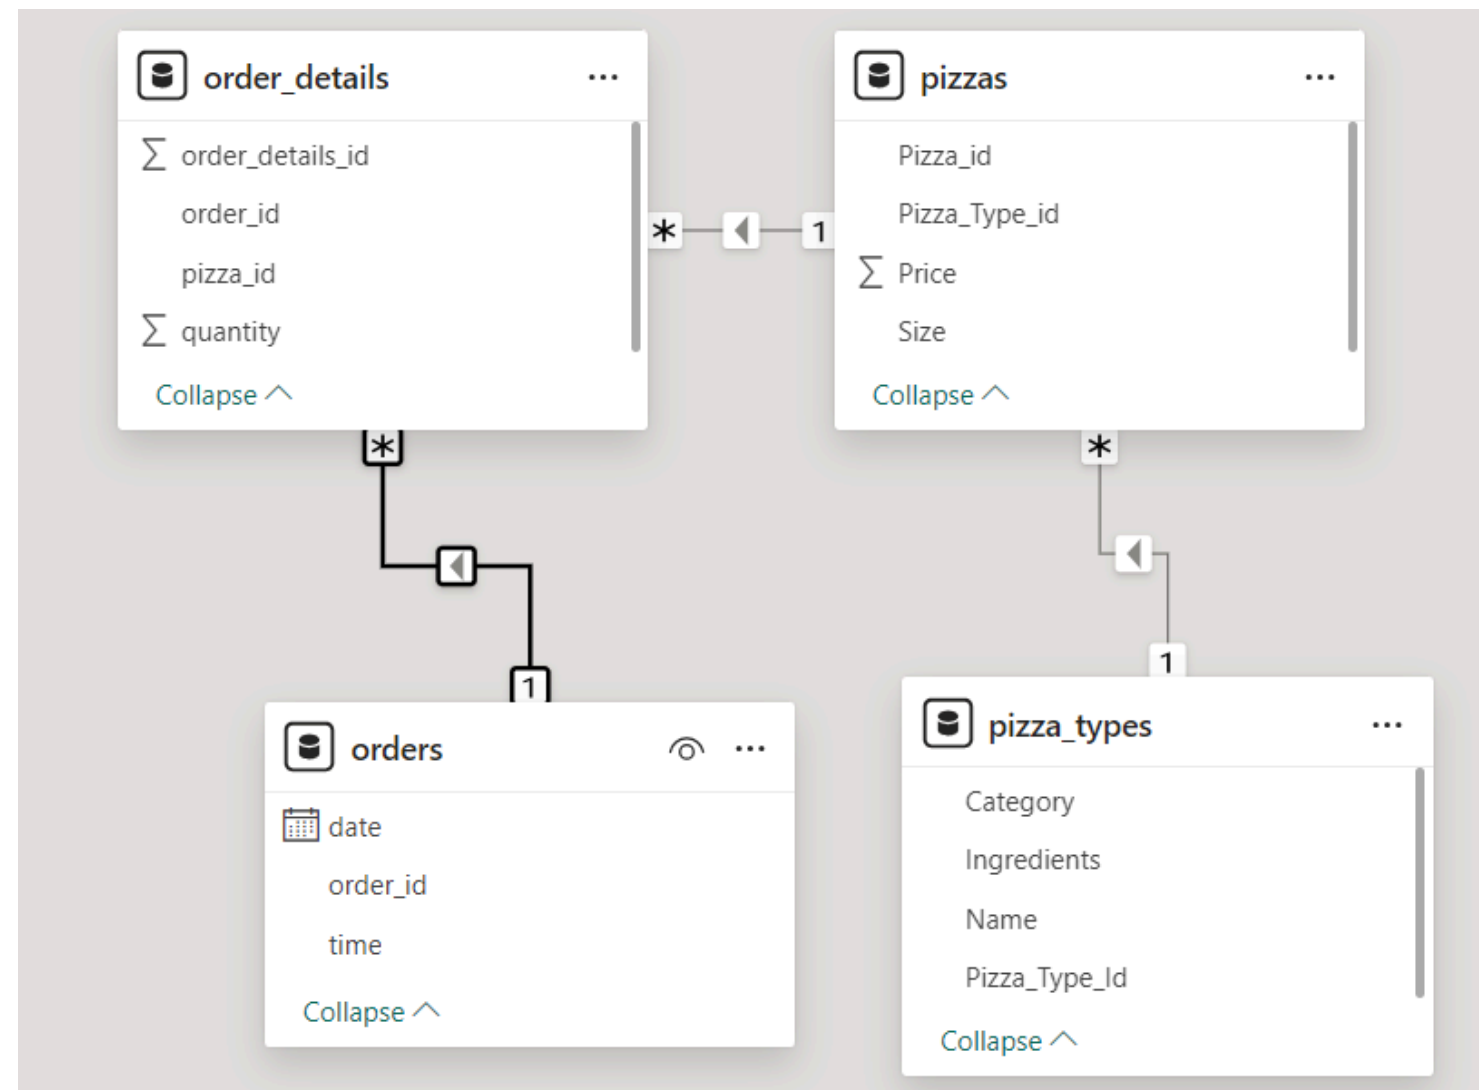 order_details
...
order_details_id
order_id
pizza_id
quantity
Collapse
pizzas
...
Pizza_id
Pizza_Type_id
Price
Size
Collapse
* 1
*
1
*
1
orders
...
date
order_id
time
Collapse
pizza_types
...
Category
Ingredients
Name
Pizza_Type_Id
Collapse